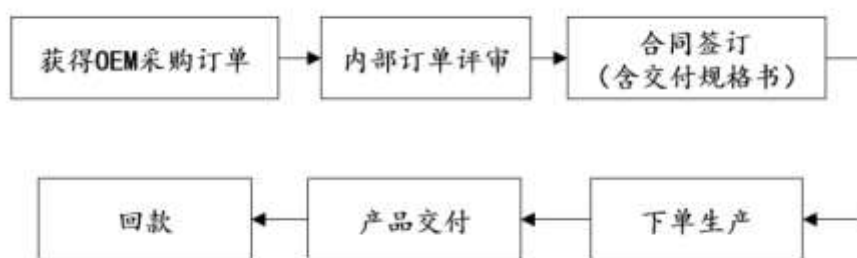 获得OEM采购订单
内部订单评审
合同签订
（含交付规格书）
下单生产
产品交付
回款